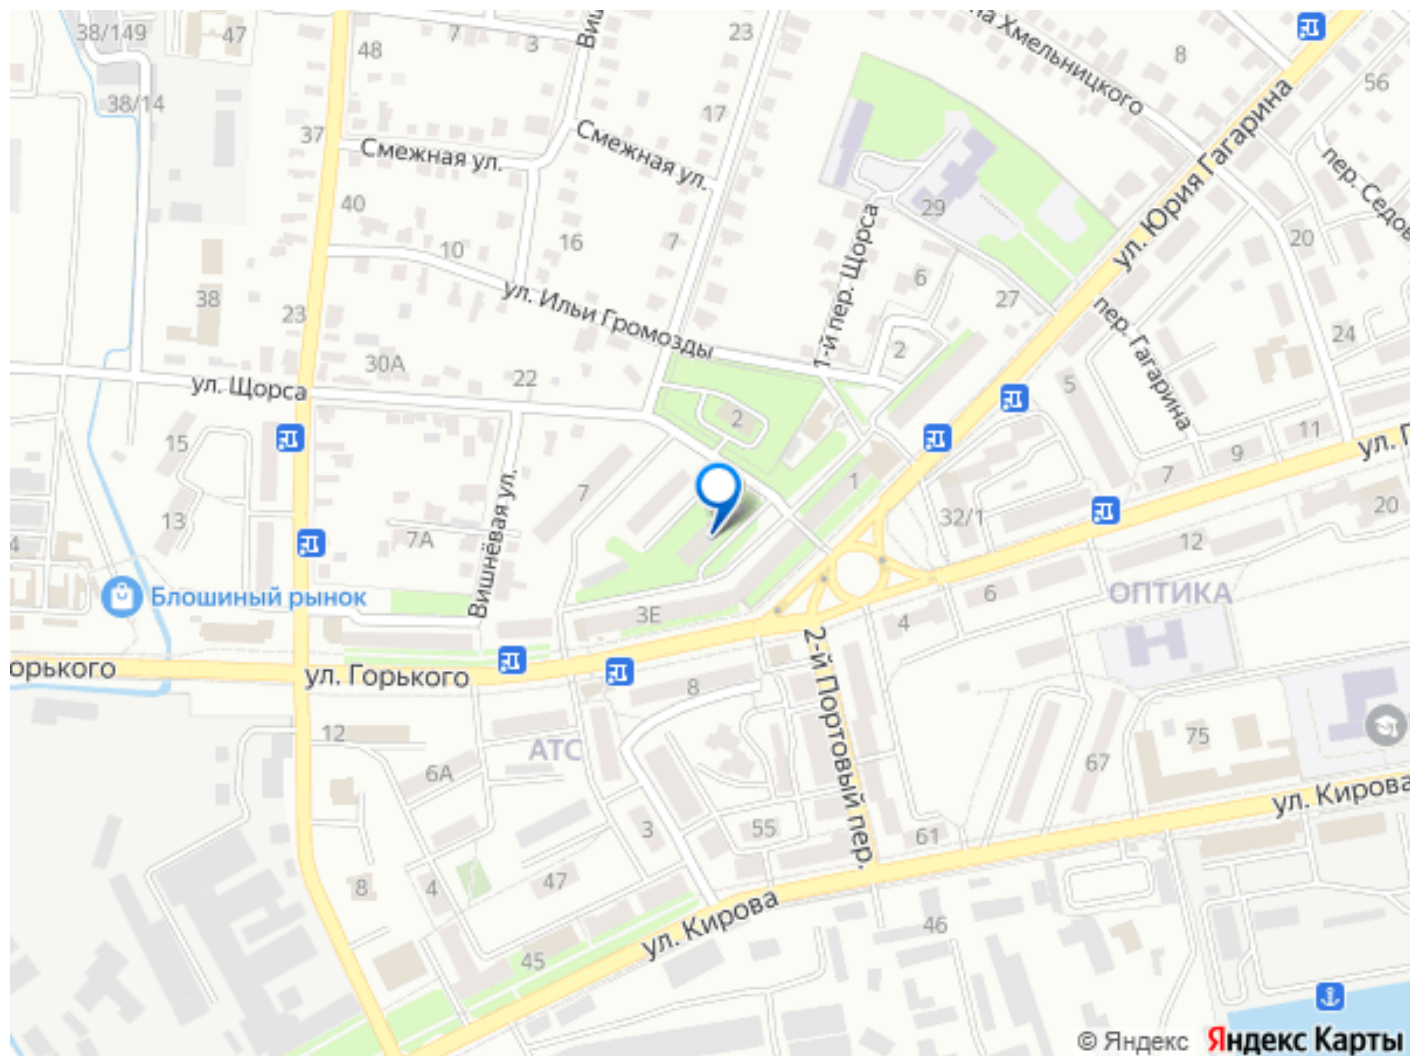 38/149
47
48
7
3
Виш
23
на Хмельницкого
8
56
38/14
37
17
Смежная ул.
Смежная ул.
ул. Юрия Гагарина
пер. Седов
40
10
16
7
29
1-й пер. Щорса
6
20
38
23
ул. Ильи Громозды
27
пер. Гагарина
24
30А
22
2
2
5
ул. Щорса
15
7
1
7
9
11
ул. Г
13
7А
Вишнёвая ул.
32/1
12
20
4
Блошиный рынок
3Е
4
6
ОПТИКА
орького
ул. Горького
8
2-й Портовый пер.
12
АТС
6А
75
67
3
55
61
ул. Кирова
8
4
47
45
ул. Кирова
46
© Яндекс Яндекс Карты